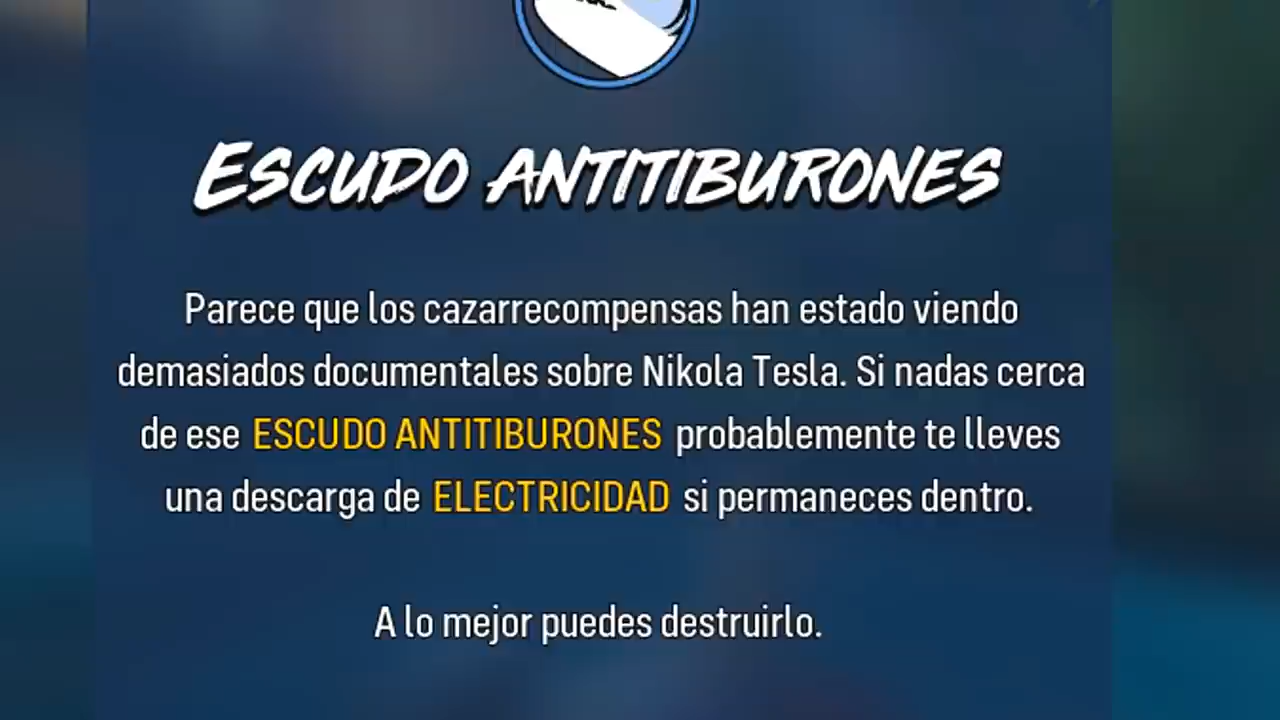 ESCUDO ANTITIBURONES
Parece que los cazarrecompensas han estado viendo
demasiados documentales sobre Nikola Tesla. Si nadas cerca
de ese ESCUDO ANTITIBURONES probablemente te lleves
una descarga de ELECTRICIDAD si permaneces dentro.
A lo mejor puedes destruirlo.